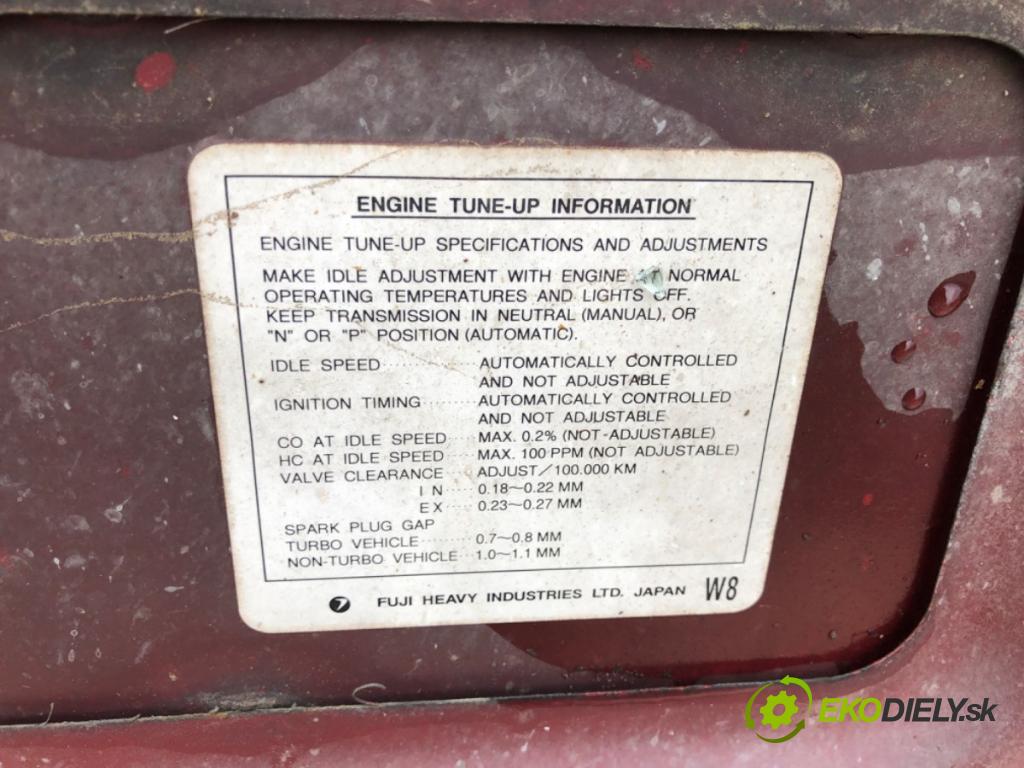 ENGINE TUNE-UP INFORMATION
ENGINE TUNE-UP SPECIFICATIONS AND ADJUSTMENTS
MAKE IDLE ADJUSTMENT WITH ENGINE AT NORMAL
OPERATING TEMPERATURES AND LIGHTS OFF.
KEEP TRANSMISSION IN NEUTRAL (MANUAL), OR
"N" OR "P" POSITION (AUTOMATIC).
IDLE SPEED ............ AUTOMATICALLY CONTROLLED
AND NOT ADJUSTABLE
IGNITION TIMING ....... AUTOMATICALLY CONTROLLED
AND NOT ADJUSTABLE
CO AT IDLE SPEED .... MAX. 0.2% (NOT-ADJUSTABLE)
HC AT IDLE SPEED .... MAX. 100 PPM (NOT ADJUSTABLE)
VALVE CLEARANCE ..... ADJUST/100.000 KM
IN ..... 0.18~0.22 MM
EX ..... 0.23~0.27 MM
SPARK PLUG GAP
TURBO VEHICLE ........ 0.7~0.8 MM
NON-TURBO VEHICLE ... 1.0~1.1 MM
7 FUJI HEAVY INDUSTRIES LTD. JAPAN W8
EKODIELY.sk